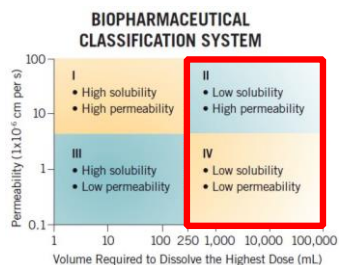 BIOPHARMACEUTICAL
CLASSIFICATION SYSTEM
Permeability (1x10⁻⁶ cm per s)
100
10
1
0.1
I
• High solubility
• High permeability
II
• Low solubility
• High permeability
III
• High solubility
• Low permeability
IV
• Low solubility
• Low permeability
1 10 100 250 1,000 10,000 100,000
Volume Required to Dissolve the Highest Dose (mL)